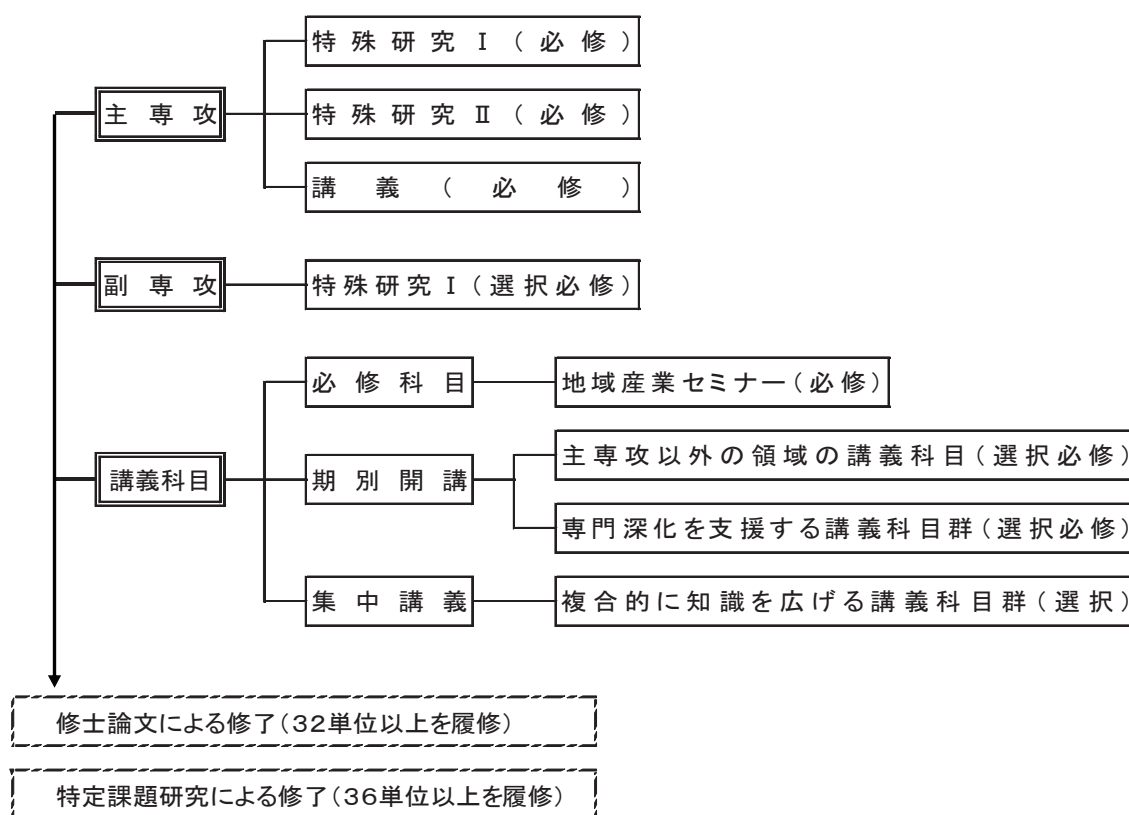 特殊研究Ⅰ（必修）
主専攻
特殊研究Ⅱ（必修）
講義（必修）
副専攻
特殊研究Ⅰ（選択必修）
必修科目
地域産業セミナー（必修）
主専攻以外の領域の講義科目（選択必修）
講義科目
期別開講
専門深化を支援する講義科目群（選択必修）
集中講義
複合的に知識を広げる講義科目群（選択）
修士論文による修了（32単位以上を履修）
特定課題研究による修了（36単位以上を履修）